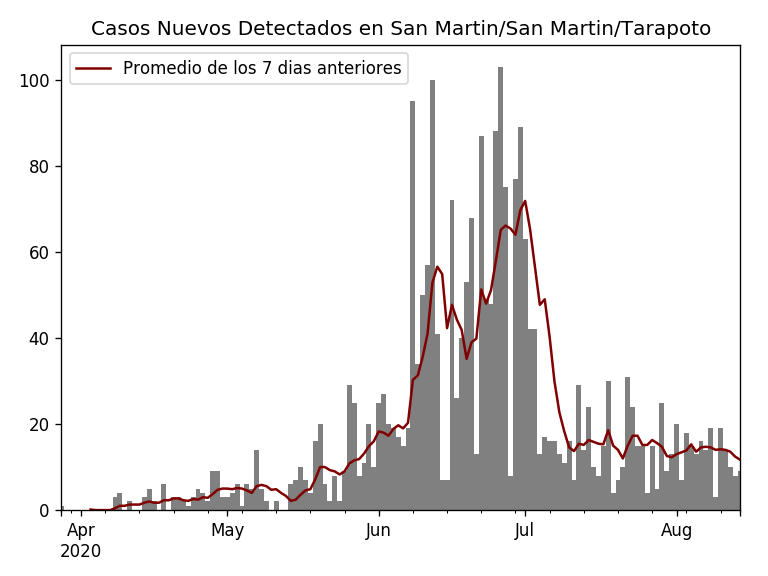 Casos Nuevos Detectados en San Martin/San Martin/Tarapoto
Promedio de los 7 dias anteriores
100
80
60
40
20
0
Apr May Jun Jul Aug
2020